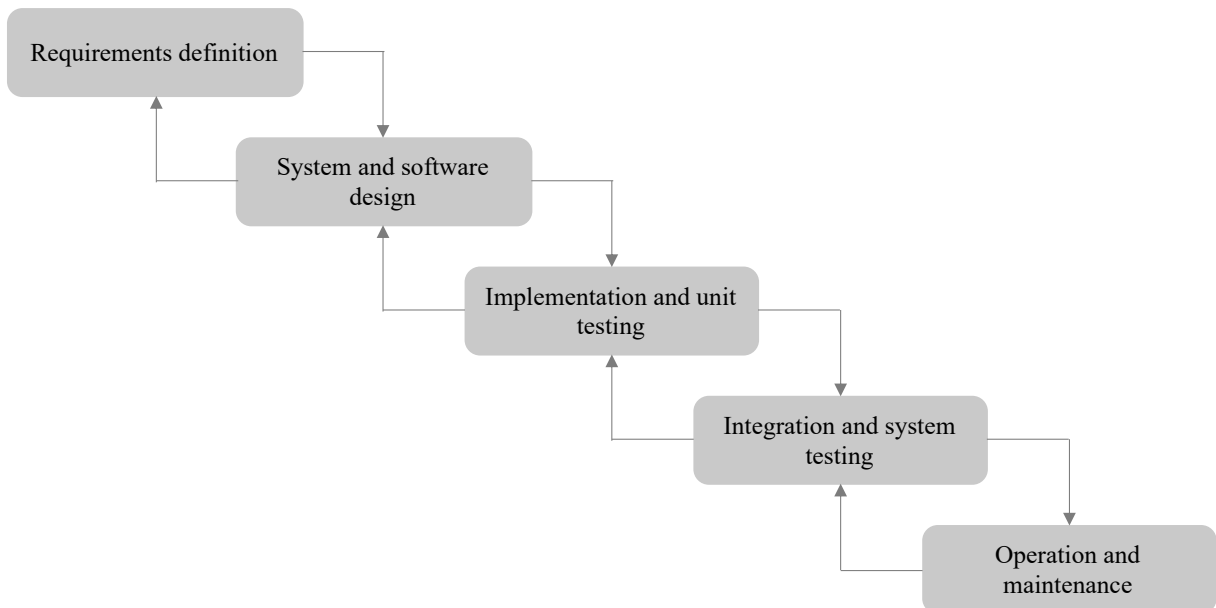 Requirements definition
System and software
design
Implementation and unit
testing
Integration and system
testing
Operation and
maintenance